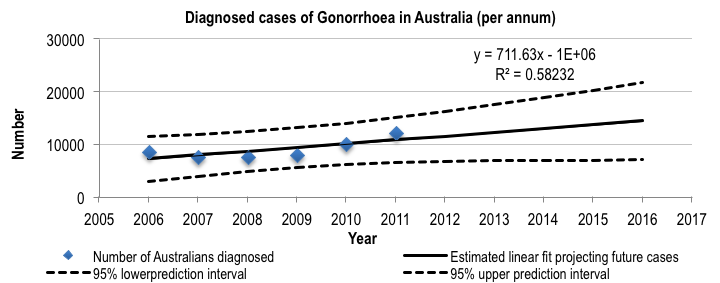 Diagnosed cases of Gonorrhoea in Australia (per annum)
30000
y = 711.63x - 1E+06
R² = 0.58232
20000
Number
10000
0
2005 2006 2007 2008 2009 2010 2011 2012 2013 2014 2015 2016 2017
Year
Number of Australians diagnosed
Estimated linear fit projecting future cases
95% lowerprediction interval
95% upper prediction interval